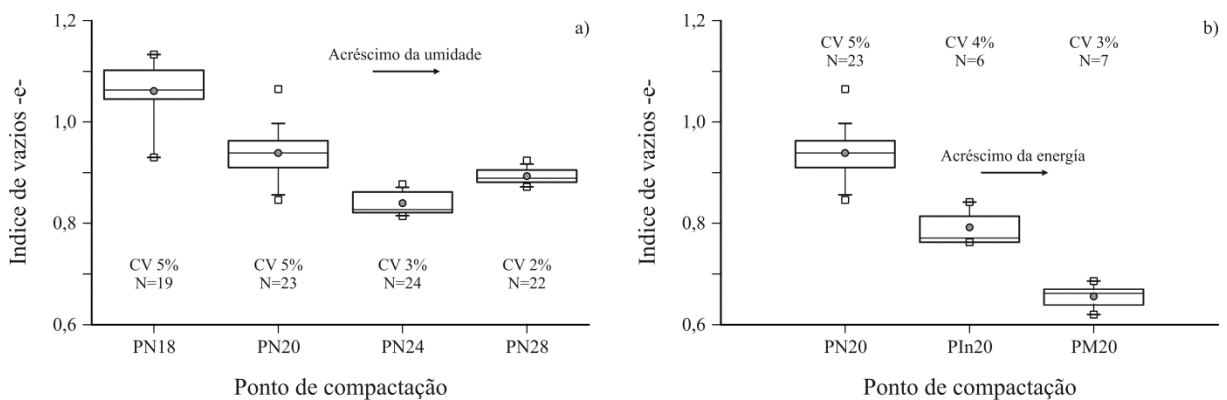 a)
Indice de vazios -e-
1,2
1,0
0,8
0,6
Acréscimo da umidade
CV 5%
N=19
CV 5%
N=23
CV 3%
N=24
CV 2%
N=22
PN18
PN20
PN24
PN28
Ponto de compactação
b)
Indice de vazios -e-
1,2
1,0
0,8
0,6
CV 5%
N=23
CV 4%
N=6
CV 3%
N=7
Acréscimo da energía
PN20
PIn20
PM20
Ponto de compactação